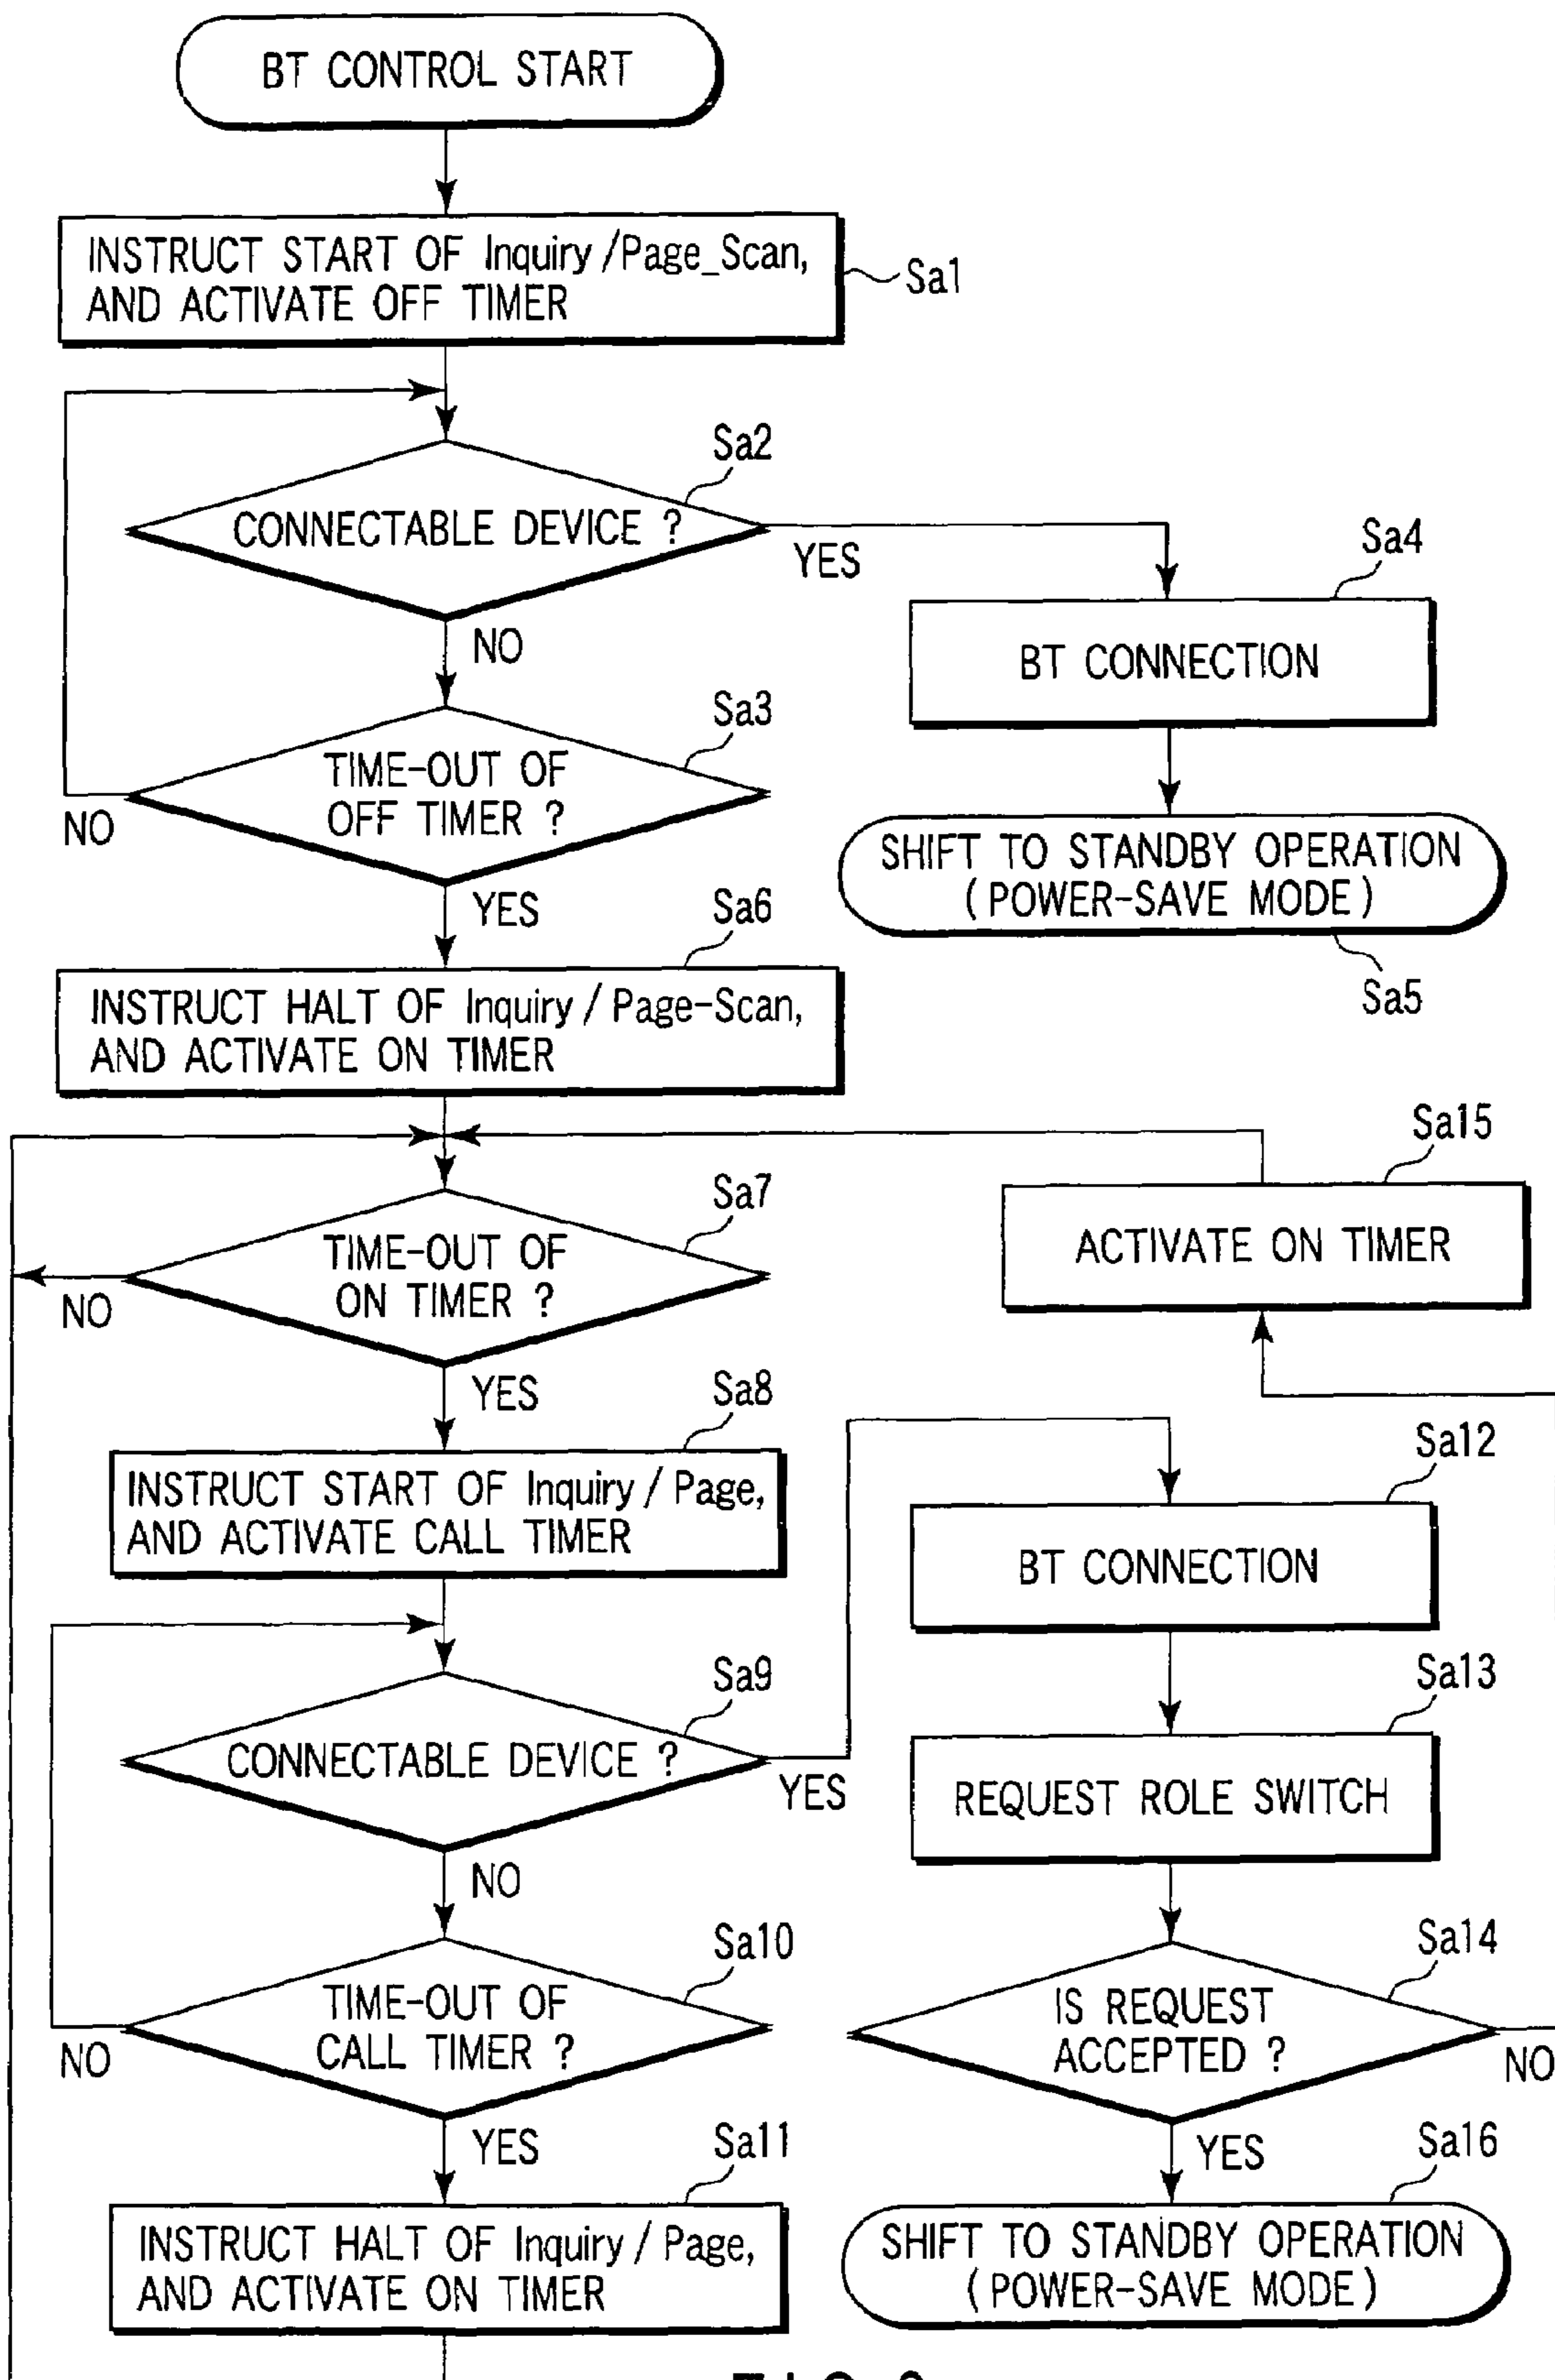 BT CONTROL START
INSTRUCT START OF Inquiry/Page_Scan,
AND ACTIVATE OFF TIMER
Sa1
Sa2
CONNECTABLE DEVICE ?
YES
NO
Sa4
BT CONNECTION
Sa3
TIME-OUT OF
OFF TIMER ?
NO
YES
SHIFT TO STANDBY OPERATION
(POWER-SAVE MODE)
Sa5
Sa6
INSTRUCT HALT OF Inquiry/Page-Scan,
AND ACTIVATE ON TIMER
Sa15
ACTIVATE ON TIMER
Sa7
TIME-OUT OF
ON TIMER ?
NO
YES
Sa8
INSTRUCT START OF Inquiry/Page,
AND ACTIVATE CALL TIMER
Sa12
BT CONNECTION
Sa9
CONNECTABLE DEVICE ?
YES
NO
Sa13
REQUEST ROLE SWITCH
Sa10
TIME-OUT OF
CALL TIMER ?
NO
YES
Sa14
IS REQUEST
ACCEPTED ?
NO
YES
Sa11
INSTRUCT HALT OF Inquiry/Page,
AND ACTIVATE ON TIMER
Sa16
SHIFT TO STANDBY OPERATION
(POWER-SAVE MODE)